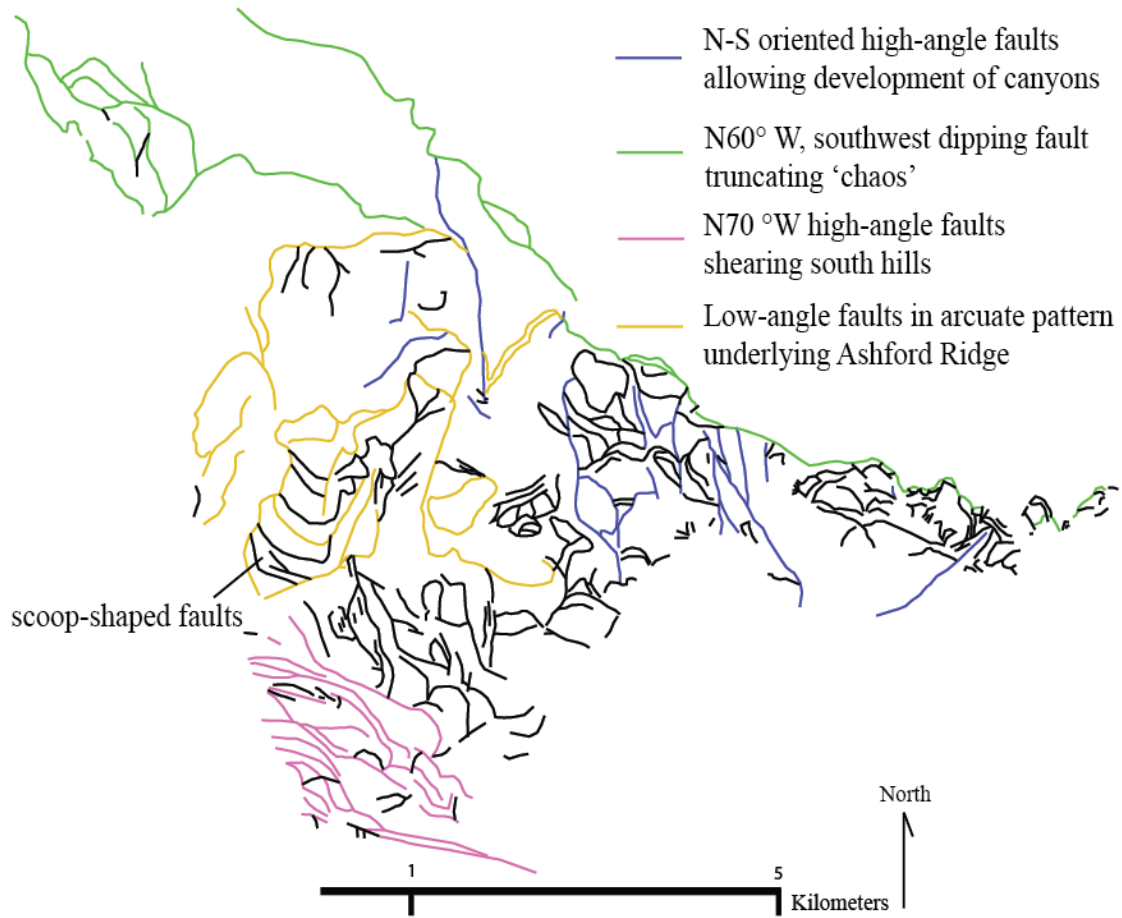 N-S oriented high-angle faults
allowing development of canyons
N60° W, southwest dipping fault
truncating ‘chaos’
N70 °W high-angle faults
shearing south hills
Low-angle faults in arcuate pattern
underlying Ashford Ridge
scoop-shaped faults
North
1
5
Kilometers